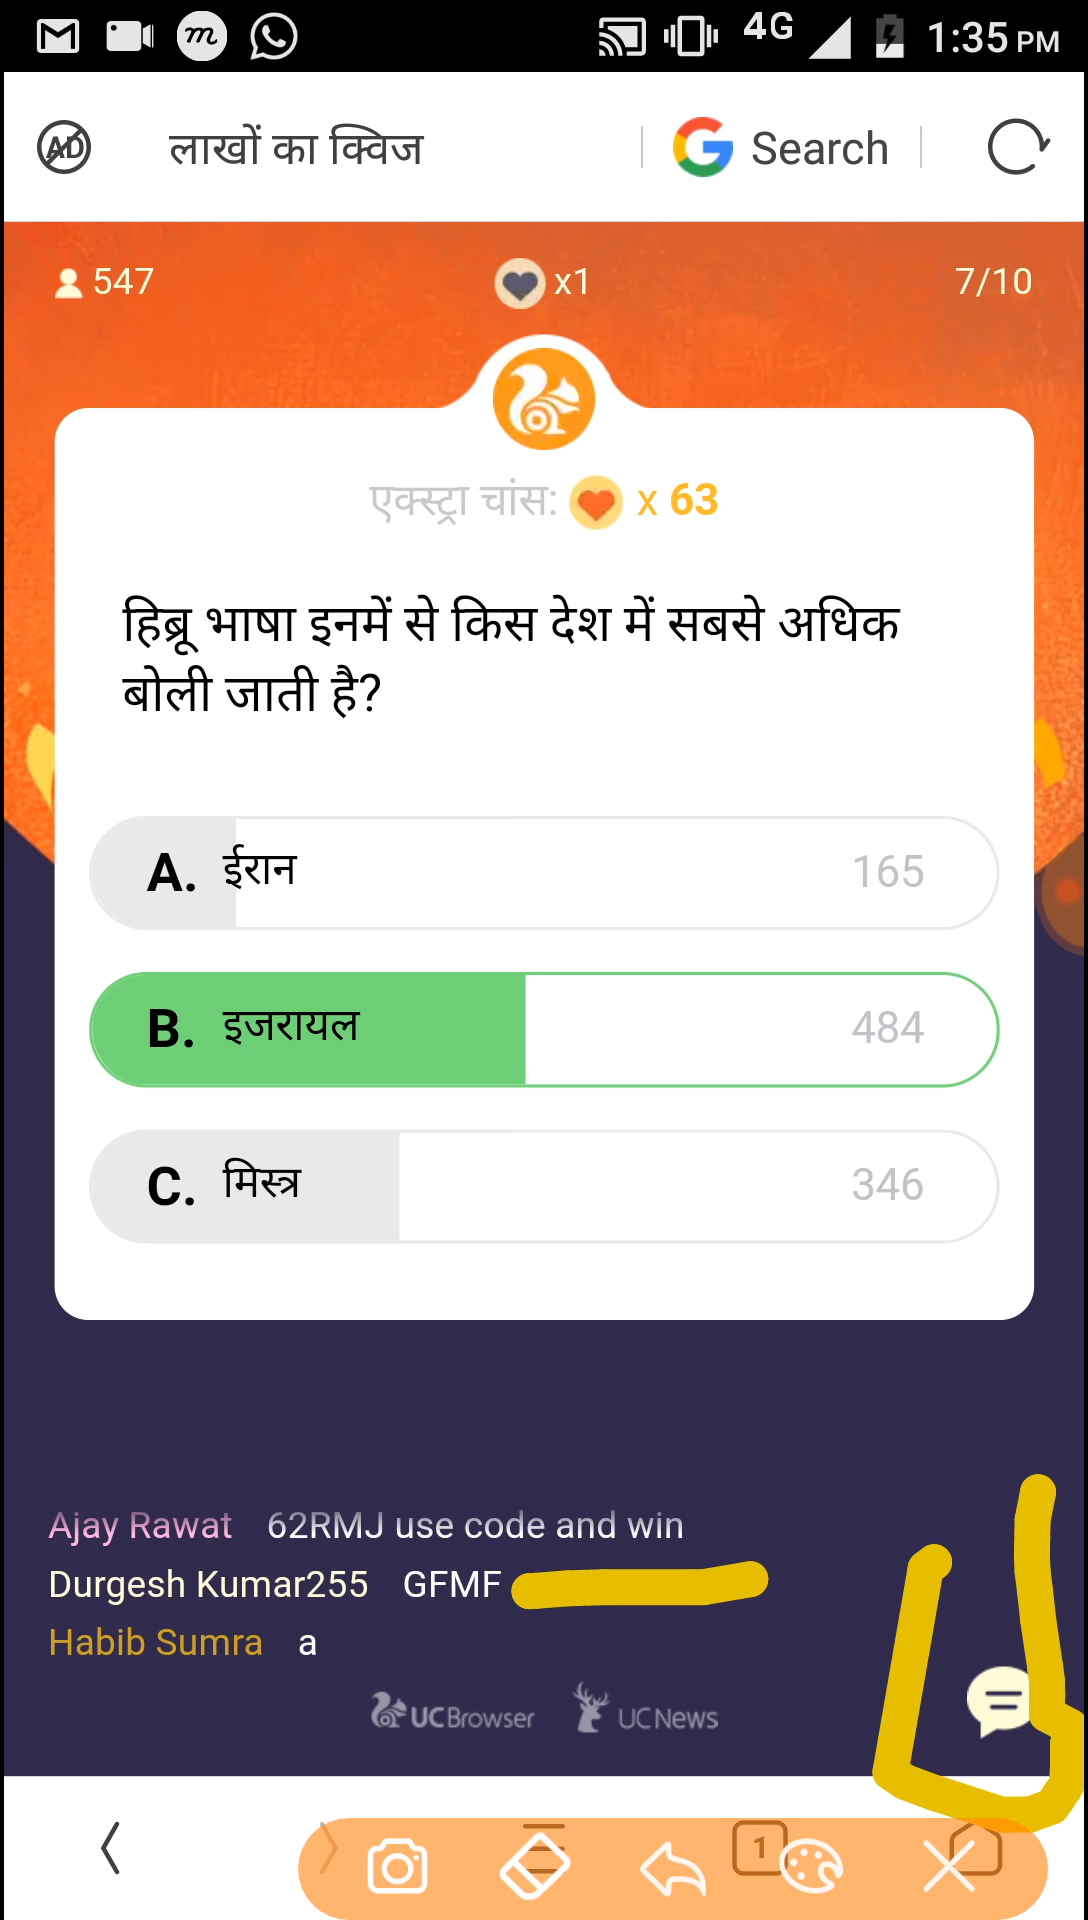 4G 1:35 PM
AD लाखों का क्विज Search
547 x1 7/10
एक्स्ट्रा चांस: x 63
हिब्रू भाषा इनमें से किस देश में सबसे अधिक
बोली जाती है?
A. ईरान 165
B. इजरायल 484
C. मिस्त्र 346
Ajay Rawat 62RMJ use code and win
Durgesh Kumar255 GFMF
Habib Sumra a
UCBrowser UCNews
1